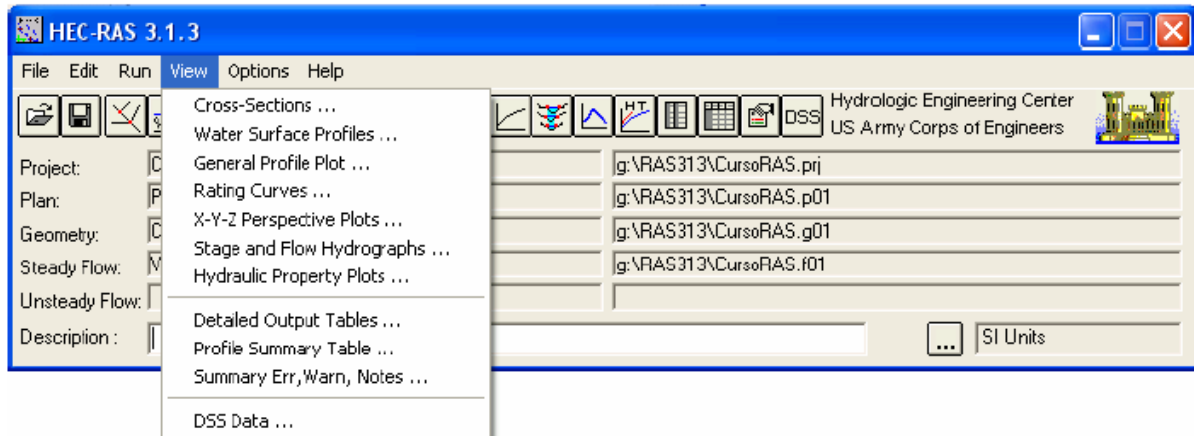 HEC-RAS 3.1.3
File Edit Run View Options Help
HT DSS
Hydrologic Engineering Center
US Army Corps of Engineers
Cross-Sections ...
Water Surface Profiles ...
General Profile Plot ...
Rating Curves ...
X-Y-Z Perspective Plots ...
Stage and Flow Hydrographs ...
Hydraulic Property Plots ...
Detailed Output Tables ...
Profile Summary Table ...
Summary Err,Warn, Notes ...
DSS Data ...
Project: g:\RAS313\CursoRAS.prj
Plan: g:\RAS313\CursoRAS.p01
Geometry: g:\RAS313\CursoRAS.g01
Steady Flow: g:\RAS313\CursoRAS.f01
Unsteady Flow:
Description : ... SI Units